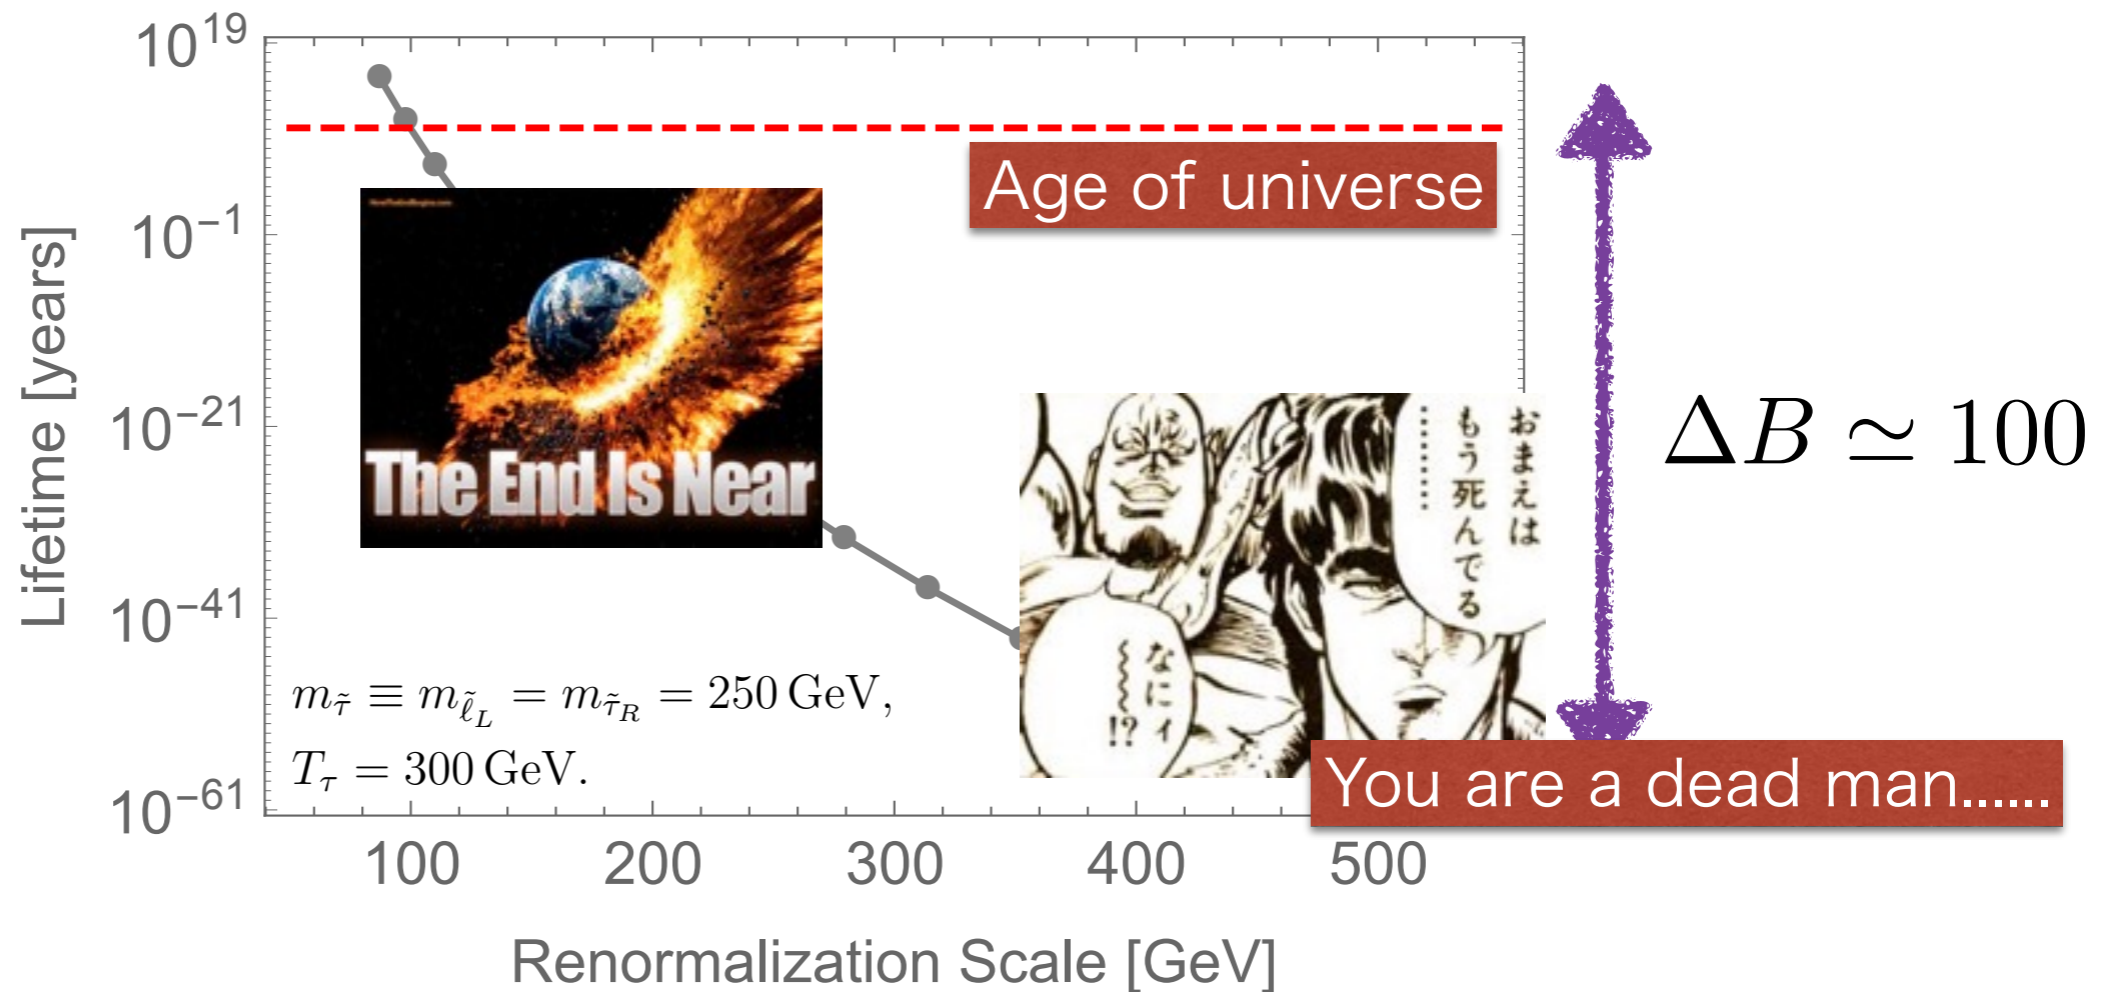 10^19
10^−1
10^−21
10^−41
10^−61
Lifetime [years]
Age of universe
The End Is Near
おまえは
もう死んでる
………
なにィ
〜〜〜!?
ΔB ≃ 100
m_τ̃ ≡ m_ℓ̃_L = m_τ̃_R = 250 GeV,
T_τ = 300 GeV.
You are a dead man......
100 200 300 400 500
Renormalization Scale [GeV]